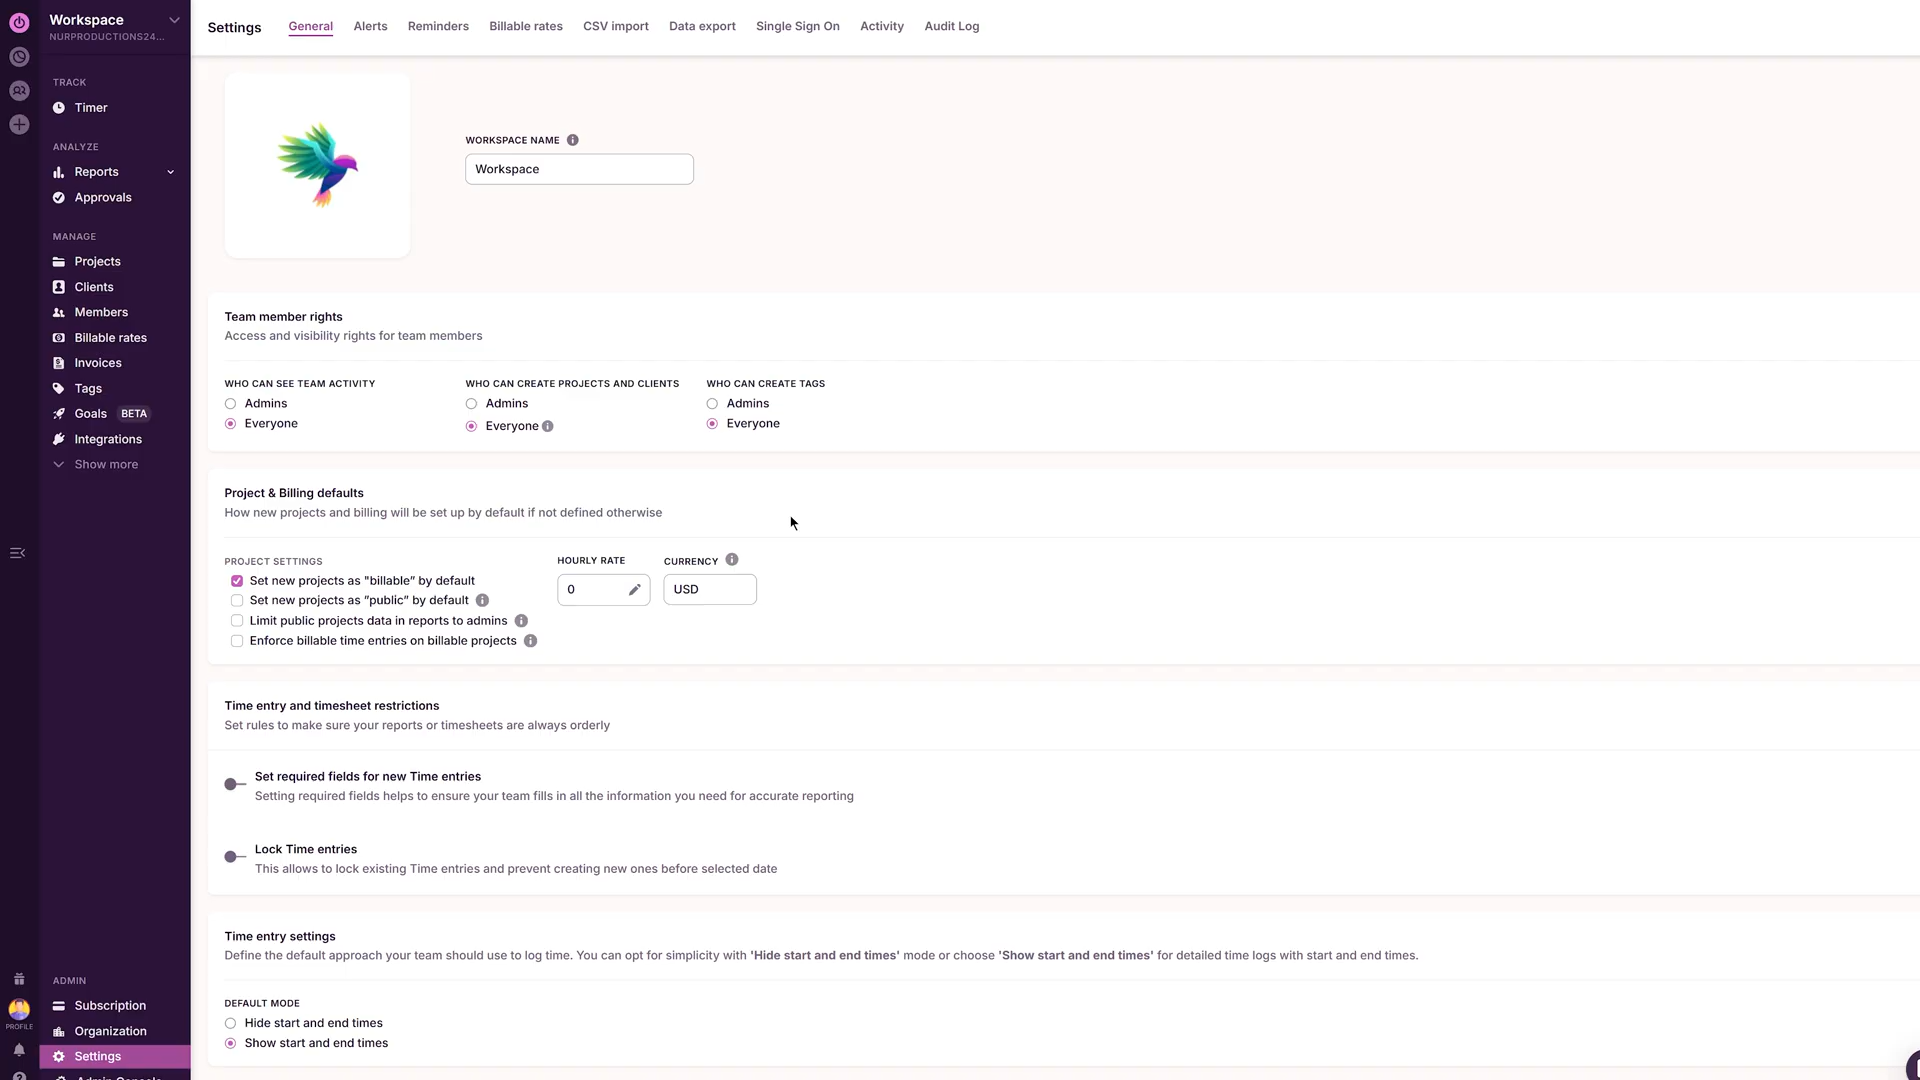 Workspace
NURPRODUCTIONS24...
TRACK
Timer
ANALYZE
Reports
Approvals
MANAGE
Projects
Clients
Members
Billable rates
Invoices
Tags
Goals BETA
Integrations
Show more
PROFILE
ADMIN
Subscription
Organization
Settings
Admin Console
Settings General Alerts Reminders Billable rates CSV import Data export Single Sign On Activity Audit Log
WORKSPACE NAME
Workspace
Team member rights
Access and visibility rights for team members
WHO CAN SEE TEAM ACTIVITY
Admins
Everyone
WHO CAN CREATE PROJECTS AND CLIENTS
Admins
Everyone
WHO CAN CREATE TAGS
Admins
Everyone
Project & Billing defaults
How new projects and billing will be set up by default if not defined otherwise
PROJECT SETTINGS
Set new projects as "billable” by default
Set new projects as ”public” by default
Limit public projects data in reports to admins
Enforce billable time entries on billable projects
HOURLY RATE
0
CURRENCY
USD
Time entry and timesheet restrictions
Set rules to make sure your reports or timesheets are always orderly
Set required fields for new Time entries
Setting required fields helps to ensure your team fills in all the information you need for accurate reporting
Lock Time entries
This allows to lock existing Time entries and prevent creating new ones before selected date
Time entry settings
Define the default approach your team should use to log time. You can opt for simplicity with 'Hide start and end times' mode or choose 'Show start and end times' for detailed time logs with start and end times.
DEFAULT MODE
Hide start and end times
Show start and end times